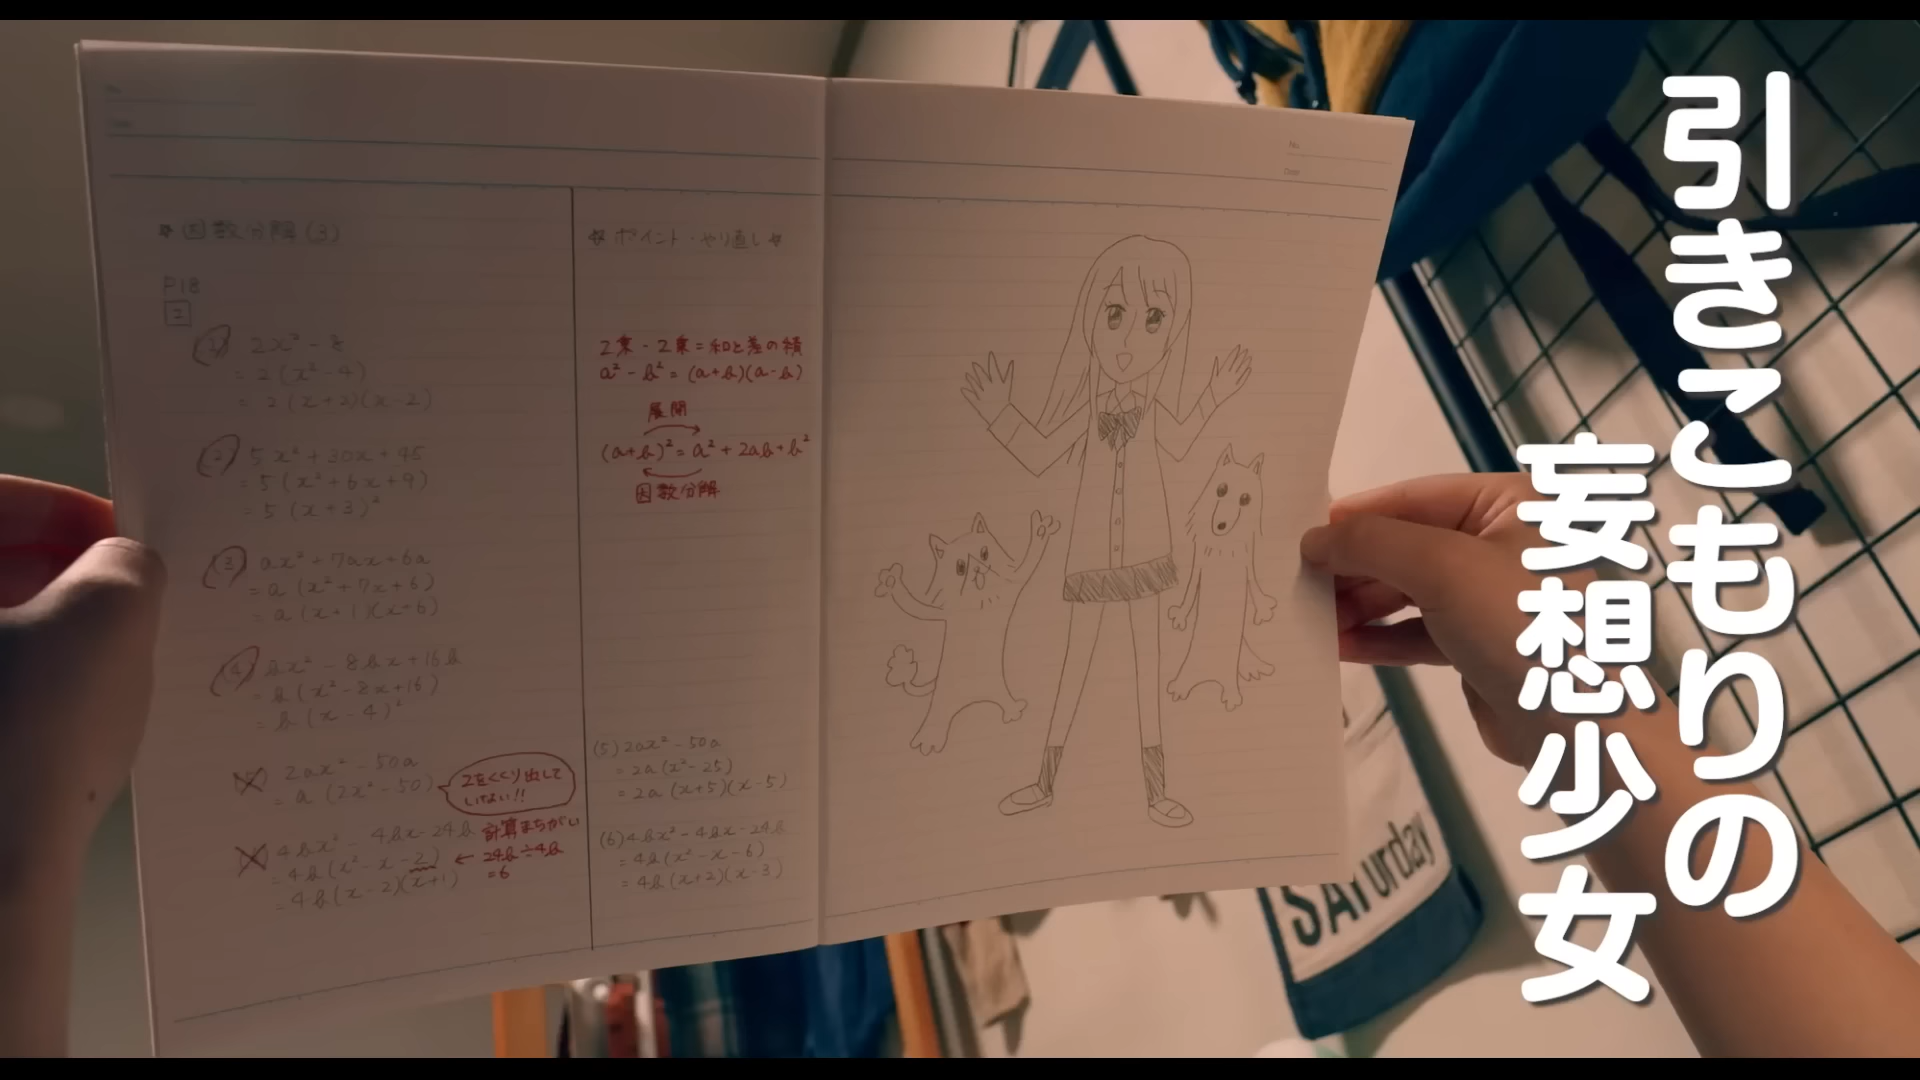 引きこもりの
妄想少女
No.
Date
☆因数分解(3)
P18
2
(1) 2x² - 8
= 2(x² - 4)
= 2(x+2)(x-2)
(2) 5x² + 30x + 45
= 5(x² + 6x + 9)
= 5(x+3)²
(3) ax² + 7ax + 6a
= a(x² + 7x + 6)
= a(x+1)(x+6)
(4) bx² - 8bx + 16b
= b(x² - 8x + 16)
= b(x - 4)²
2ax² - 50a
= a(2x² - 50)
2をくくり出して
いない!!
4bx² - 4bx - 24b
計算まちがい
= 4b(x² - x - 2)
← 24b÷4b
=6
= 4b(x-2)(x+1)
☆ポイント・やり直し☆
2乗 - 2乗 = 和と差の積
a² - b² = (a+b)(a-b)
展開
(a+b)² = a² + 2ab + b²
因数分解
(5) 2ax² - 50a
= 2a(x² - 25)
= 2a(x+5)(x-5)
(6) 4bx² - 4bx - 24b
= 4b(x² - x - 6)
= 4b(x+2)(x-3)
No.
Date
SATurday